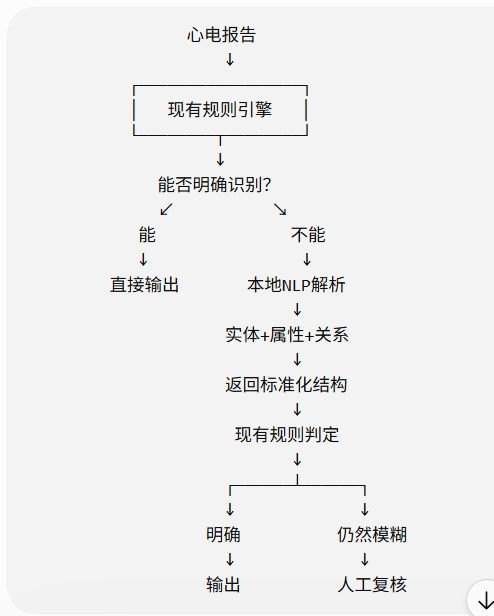 心电报告
↓
现有规则引擎
↓
能否明确识别?
↙ ↘
能 不能
↓ ↓
直接输出 本地NLP解析
↓
实体+属性+关系
↓
返回标准化结构
↓
现有规则判定
↓
↓ ↓
明确 仍然模糊
↓ ↓
输出 人工复核